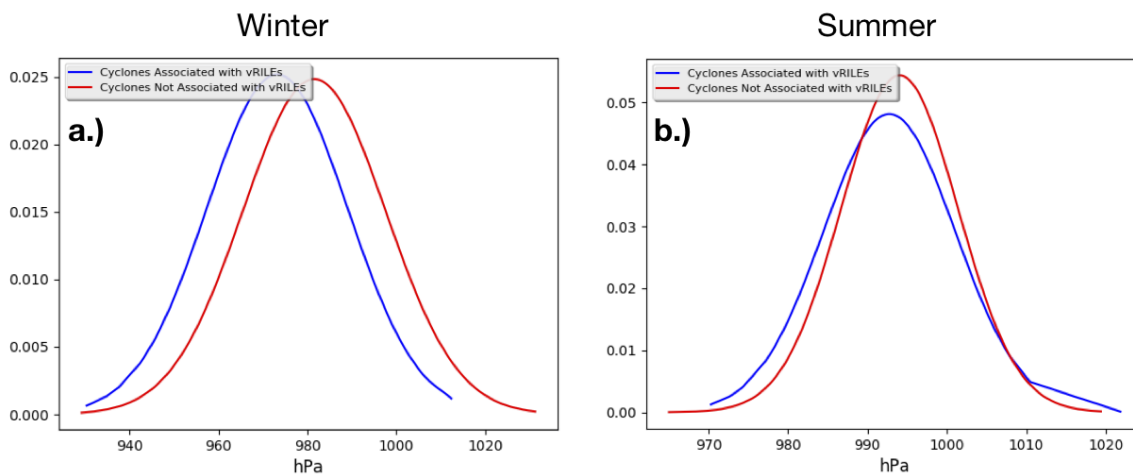 Winter
Cyclones Associated with vRILEs
Cyclones Not Associated with vRILEs
a.)
0.025
0.020
0.015
0.010
0.005
0.000
940 960 980 1000 1020
hPa
Summer
Cyclones Associated with vRILEs
Cyclones Not Associated with vRILEs
b.)
0.05
0.04
0.03
0.02
0.01
0.00
970 980 990 1000 1010 1020
hPa